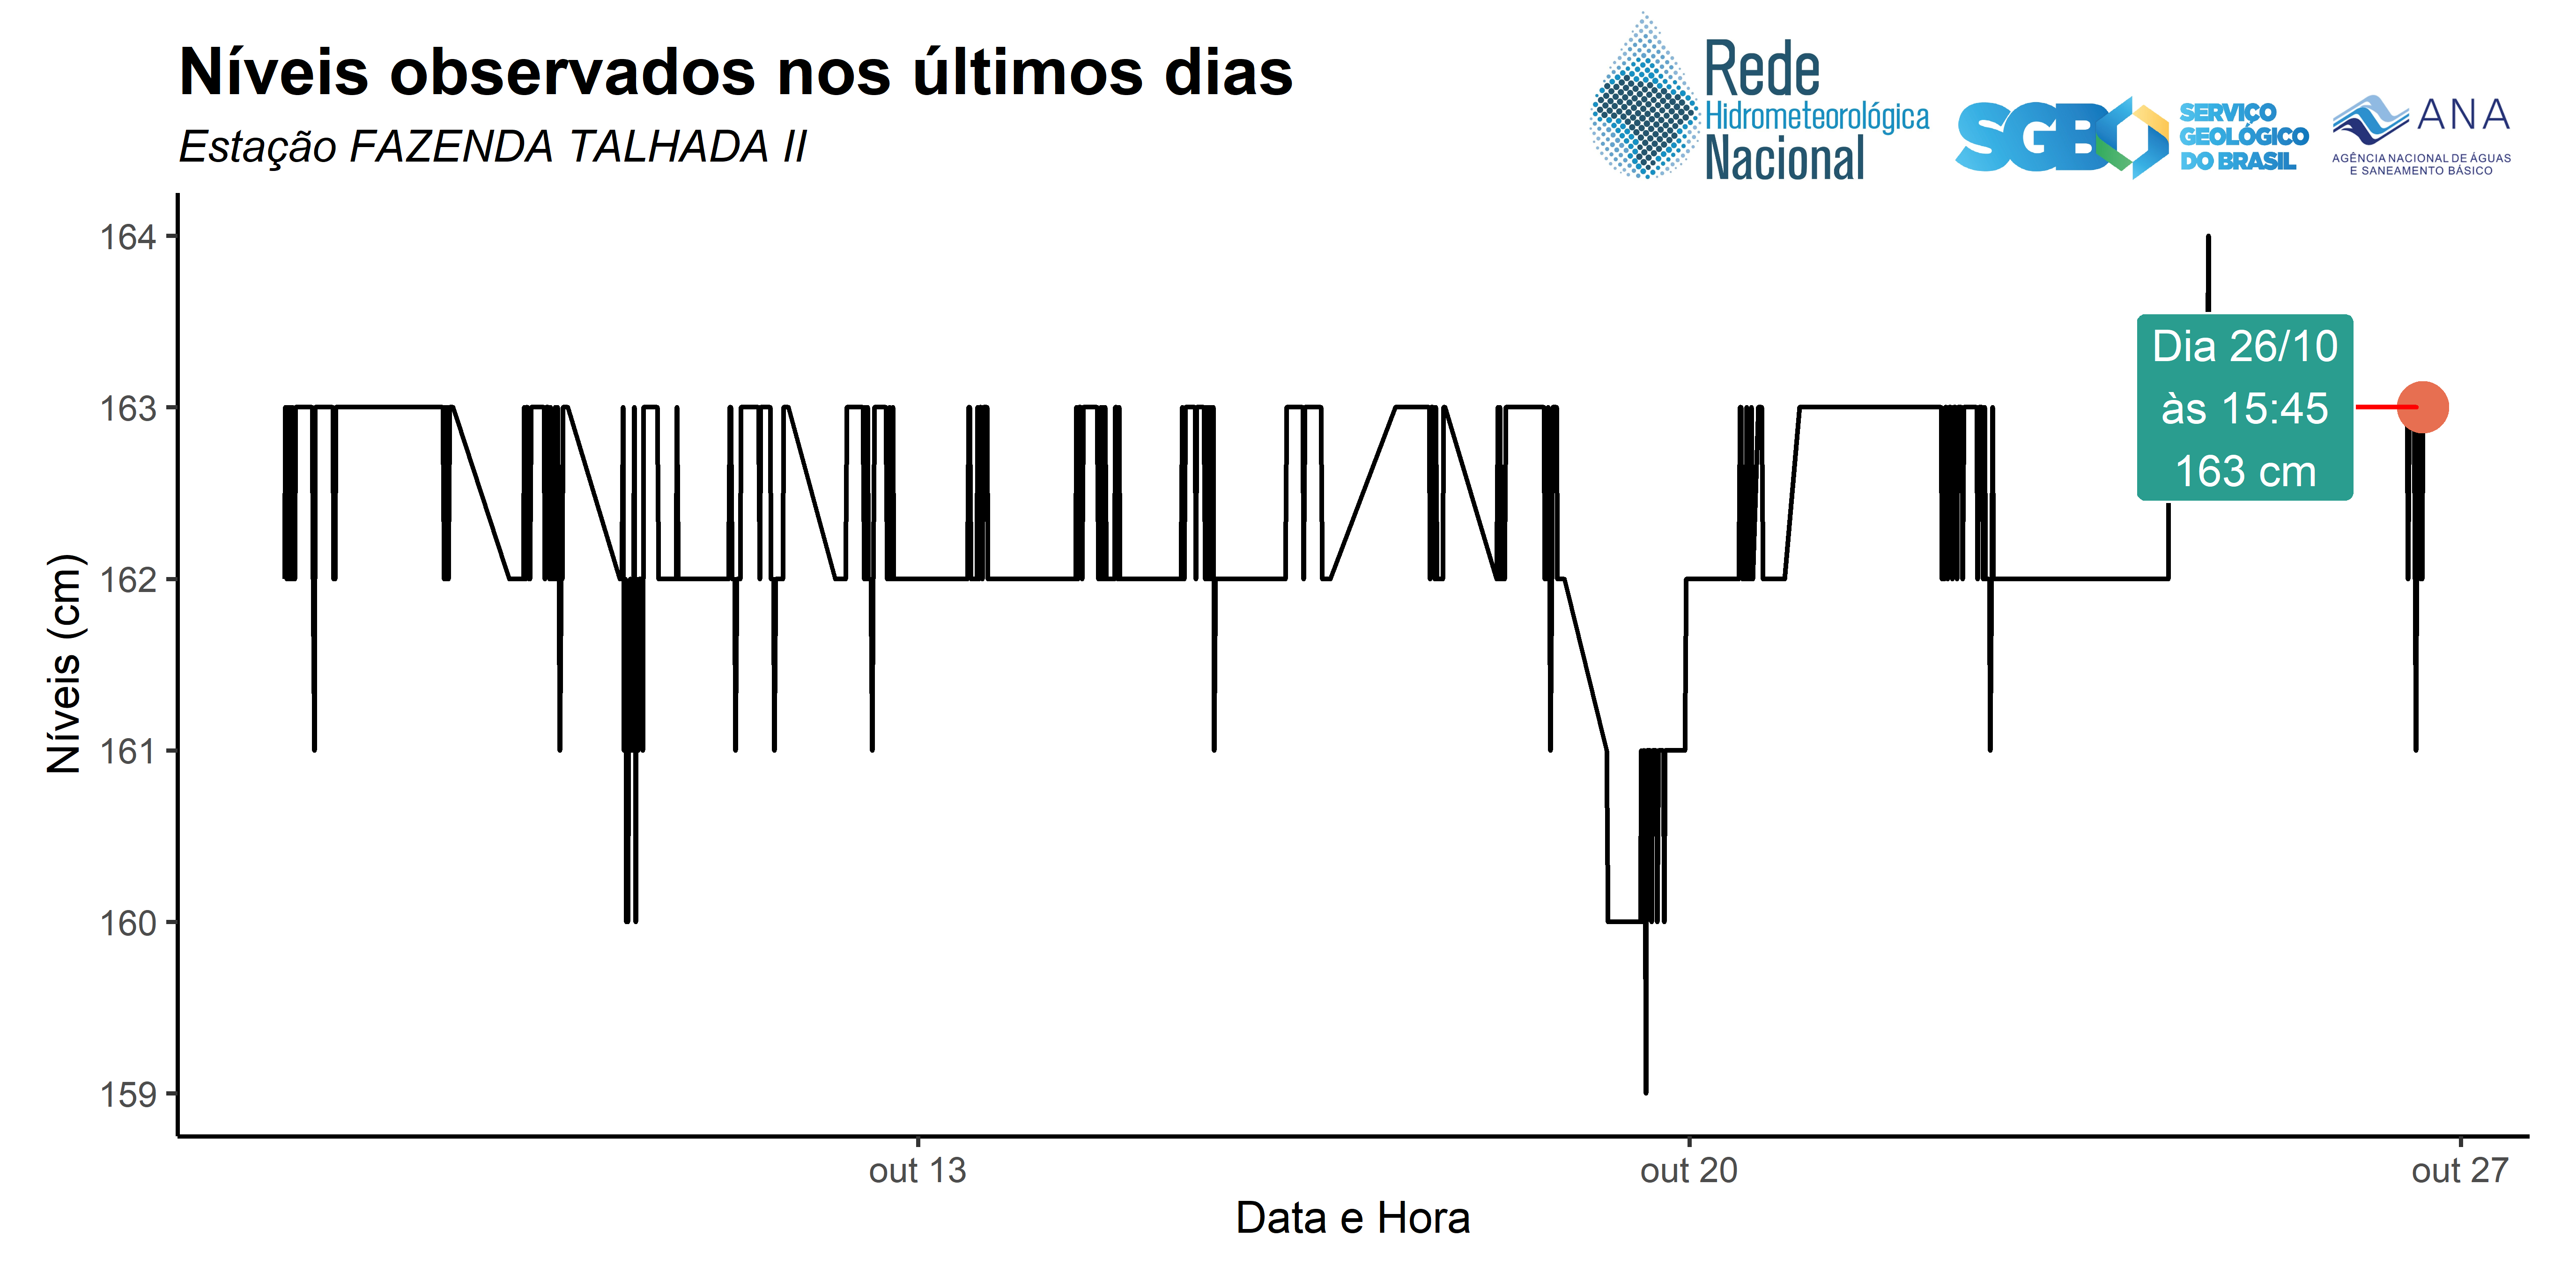 Níveis observados nos últimos dias
Estação FAZENDA TALHADA II
Rede
Hidrometeorológica
Nacional
SGB
SERVIÇO
GEOLÓGICO
DO BRASIL
ANA
AGÊNCIA NACIONAL DE ÁGUAS
E SANEAMENTO BÁSICO
164
163
162
161
160
159
Níveis (cm)
Dia 26/10
às 15:45
163 cm
out 13
out 20
out 27
Data e Hora